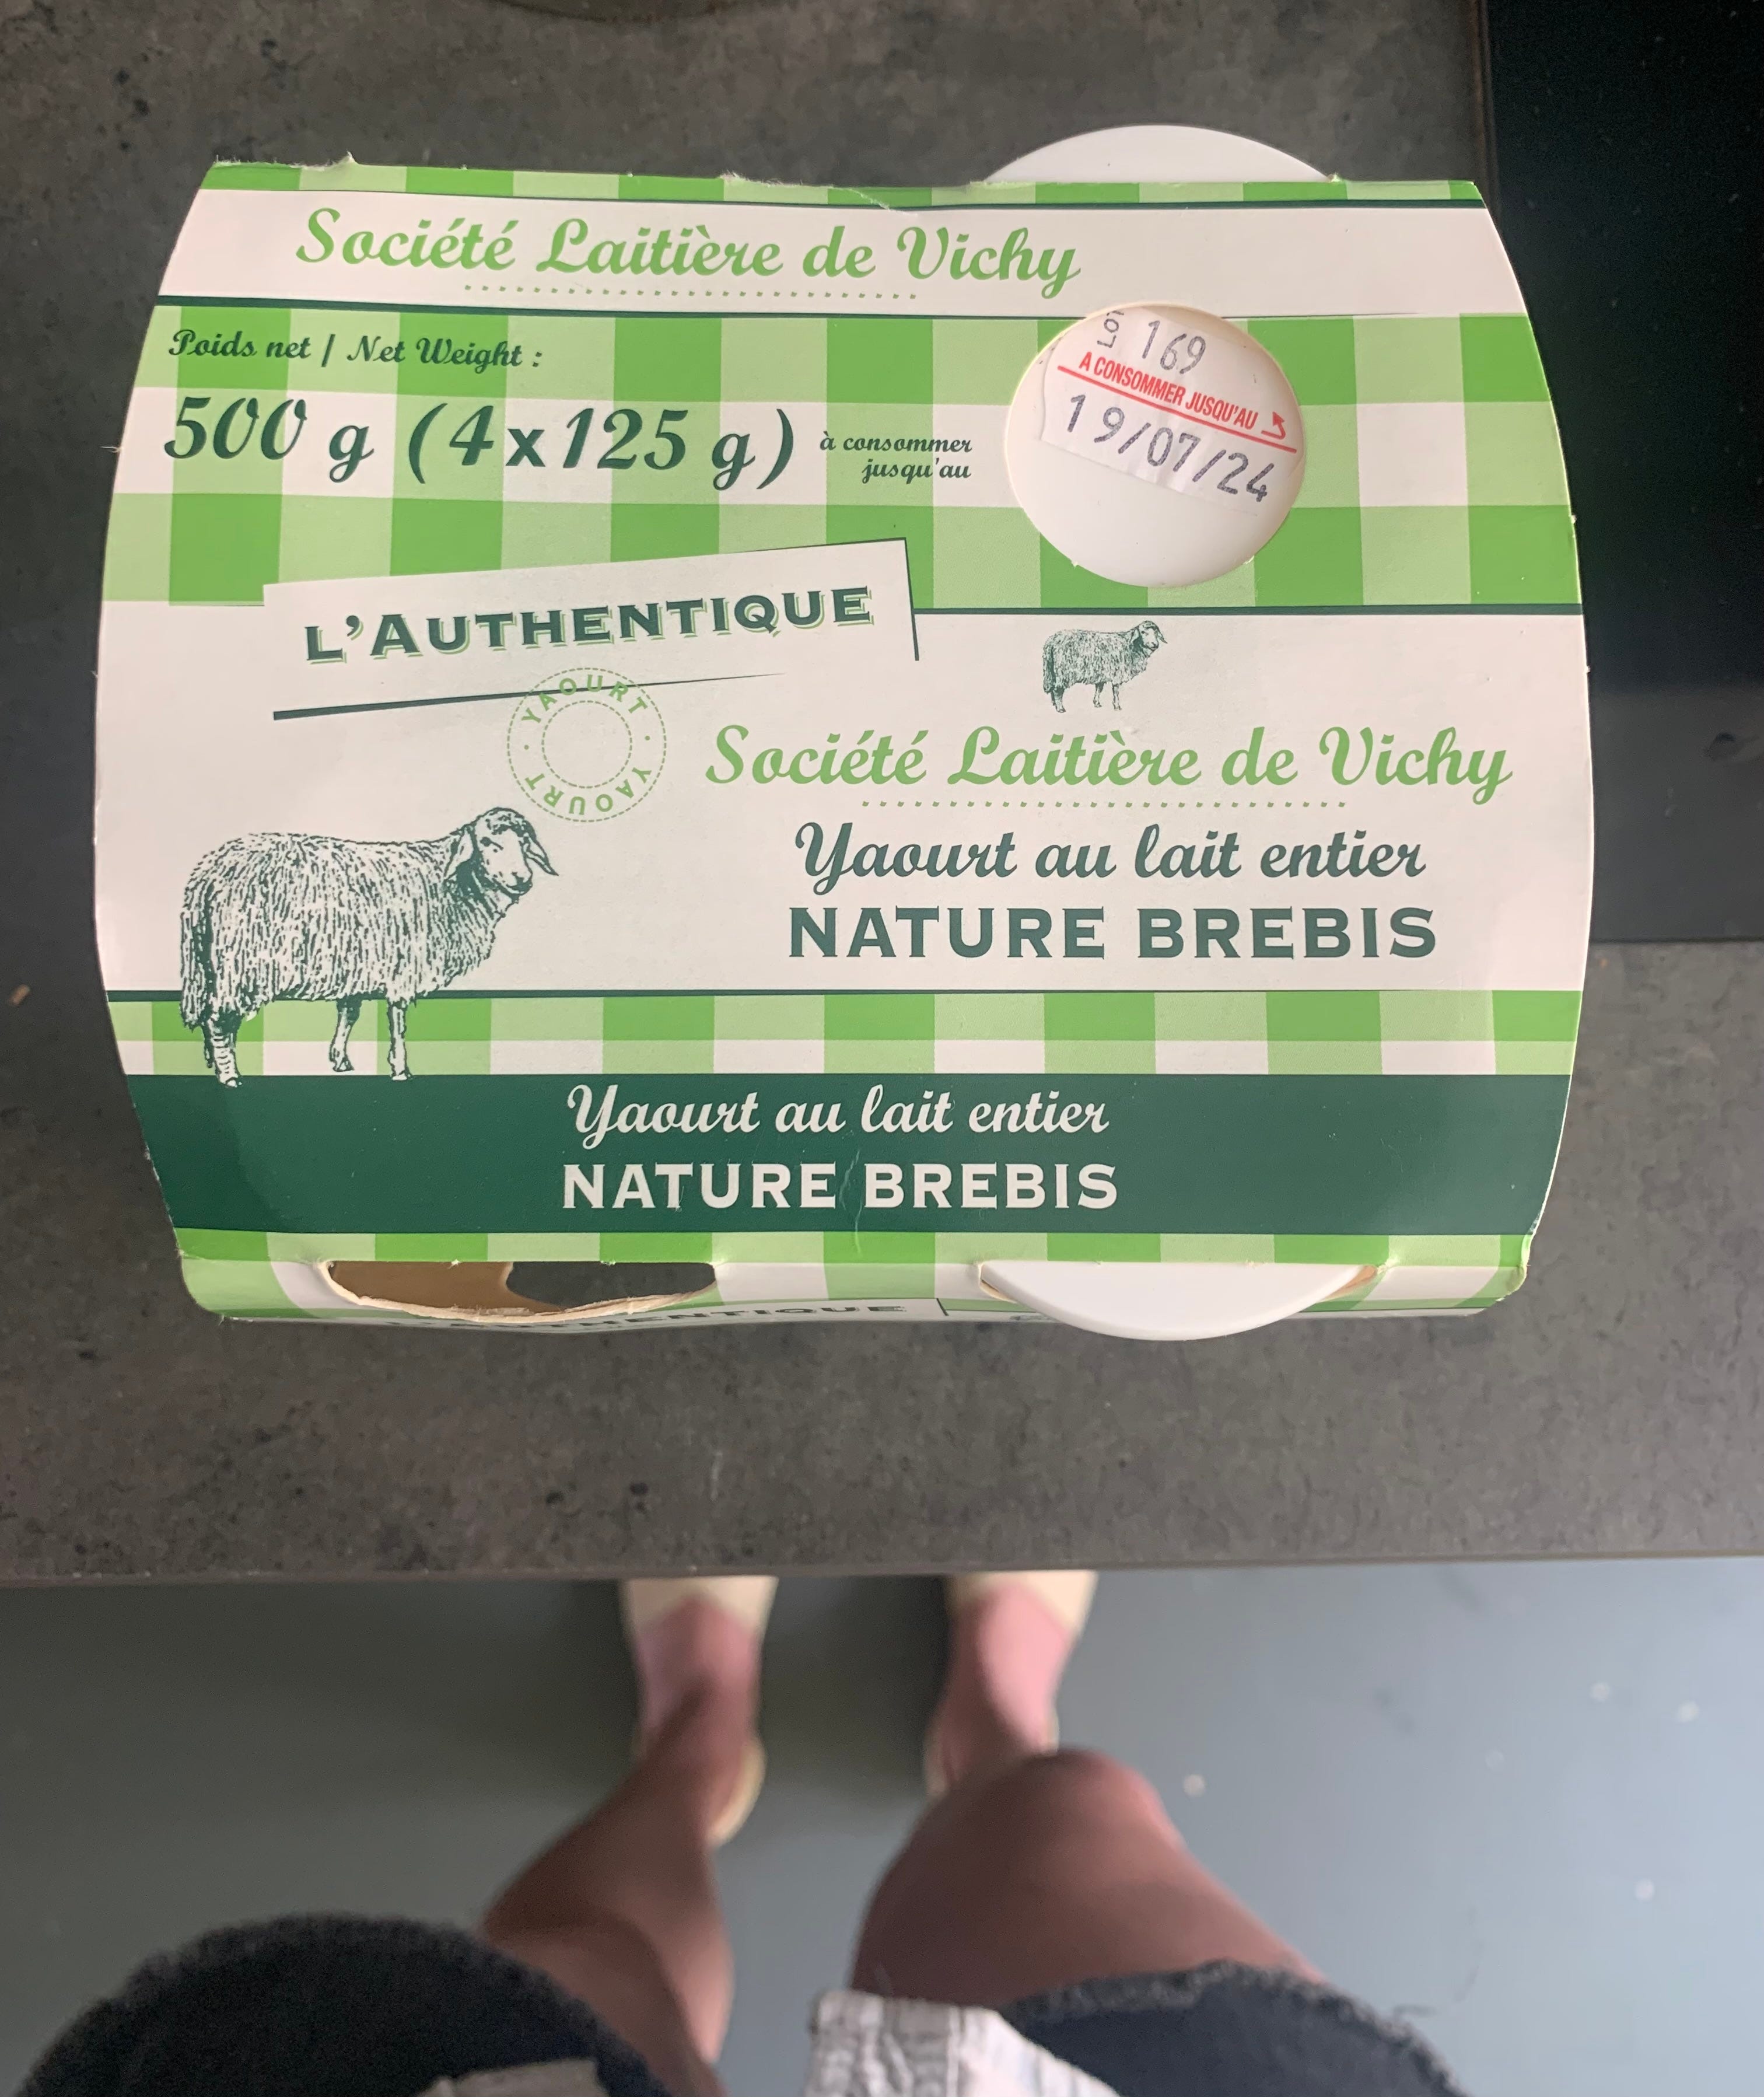 Société Laitière de Vichy
Poids net / Net Weight :
500 g (4x125 g)
à consommer
jusqu'au
LOT 169
A CONSOMMER JUSQU'AU
19/07/24
L'AUTHENTIQUE
YAOURT · YAOURT ·
Société Laitière de Vichy
Yaourt au lait entier
NATURE BREBIS
Yaourt au lait entier
NATURE BREBIS
L'AUTHENTIQUE